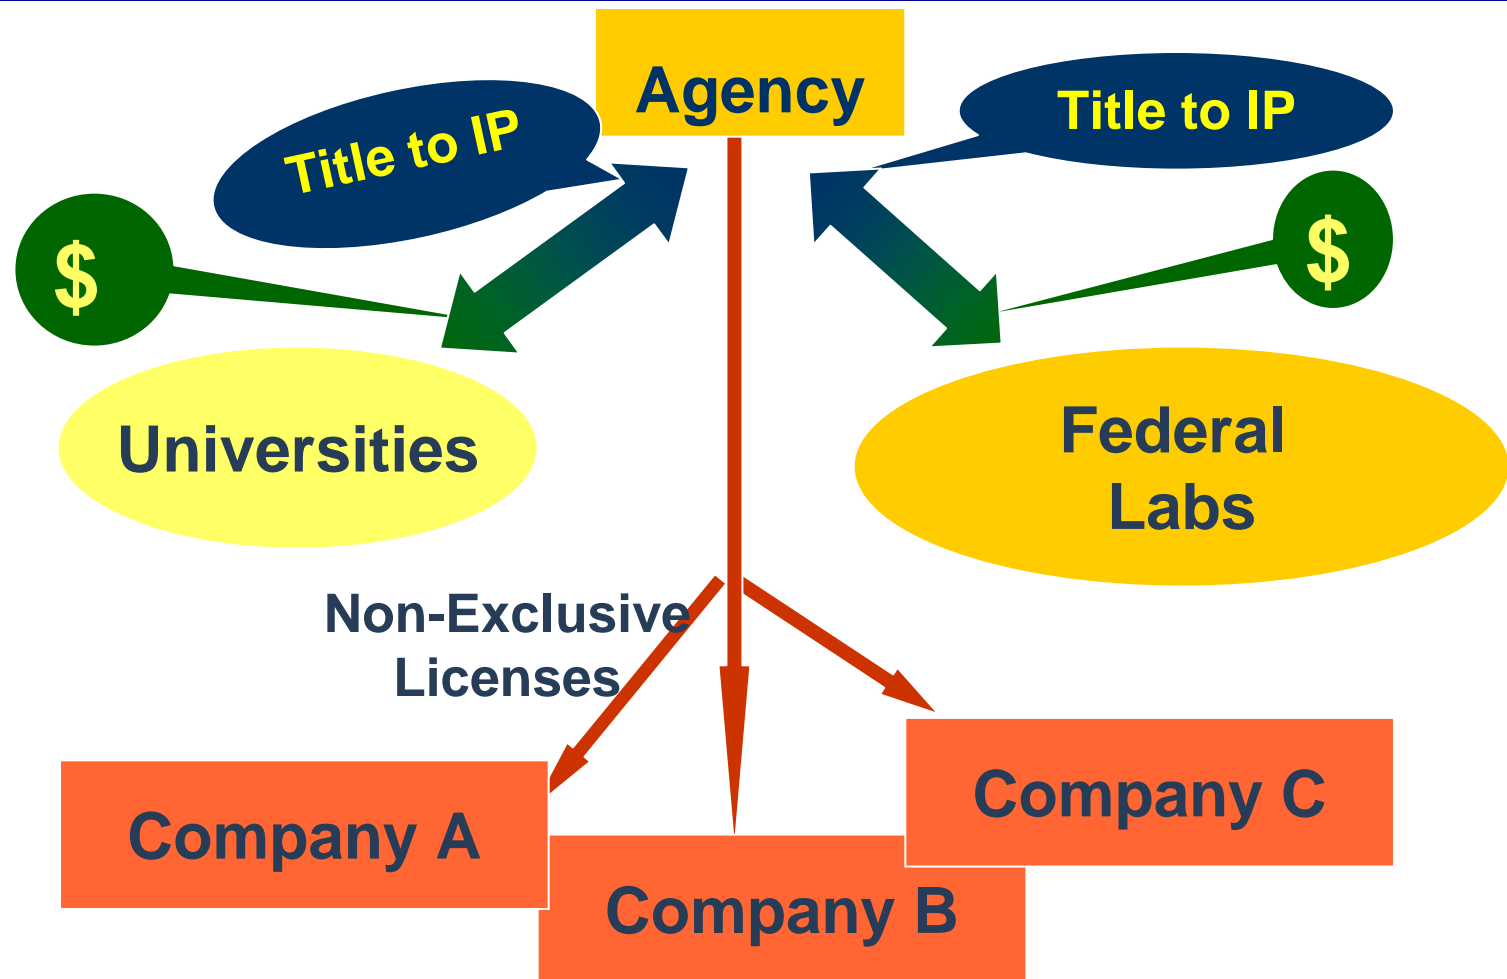 Agency
Title to IP
Title to IP
$
$
Universities
Federal
Labs
Non-Exclusive
Licenses
Company A
Company B
Company C